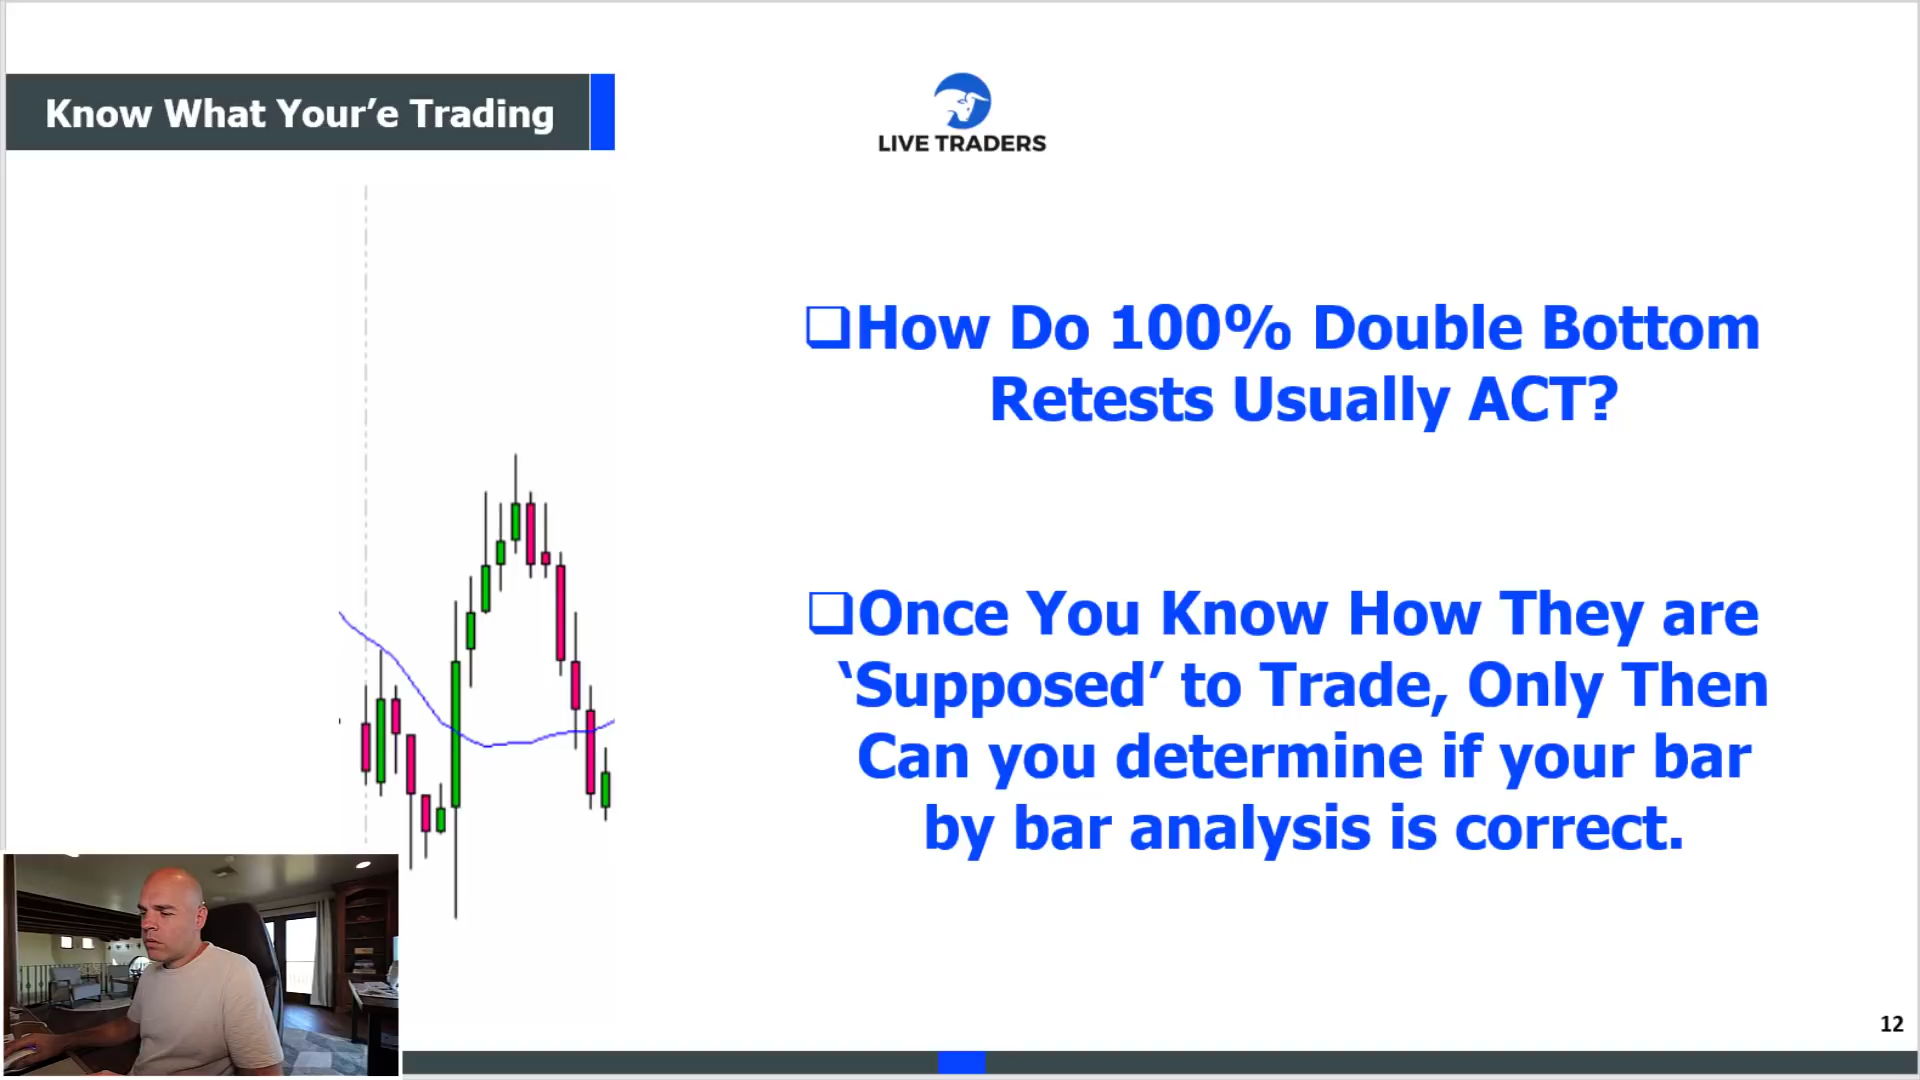 Know What Your’e Trading
LIVE TRADERS
❑How Do 100% Double Bottom
Retests Usually ACT?
❑Once You Know How They are
‘Supposed’ to Trade, Only Then
Can you determine if your bar
by bar analysis is correct.
12